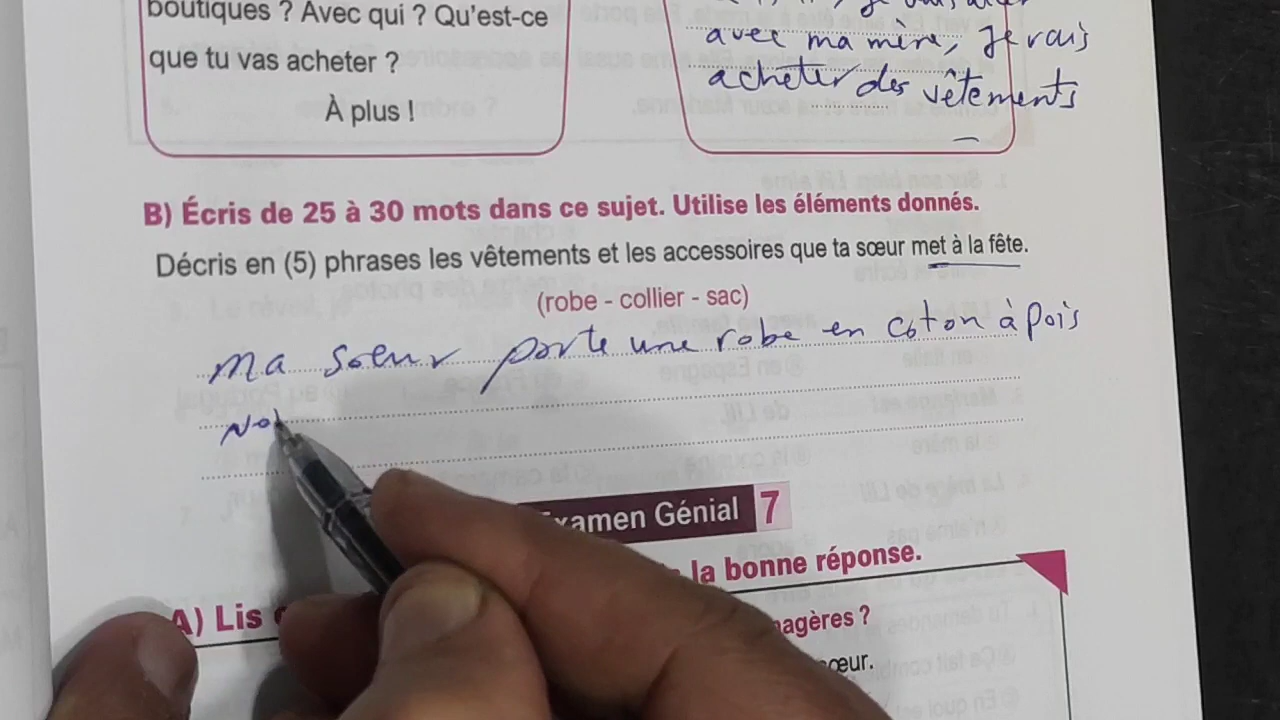 boutiques ? Avec qui ? Qu'est-ce
que tu vas acheter ?
À plus !
avec ma mère, je vais
acheter des vêtements
B) Écris de 25 à 30 mots dans ce sujet. Utilise les éléments donnés.
Décris en (5) phrases les vêtements et les accessoires que ta sœur met à la fête.
(robe - collier - sac)
Ma sœur porte une robe en coton à pois
No
Examen Génial 7
la bonne réponse.
A) Lis
nagères ?
œur.